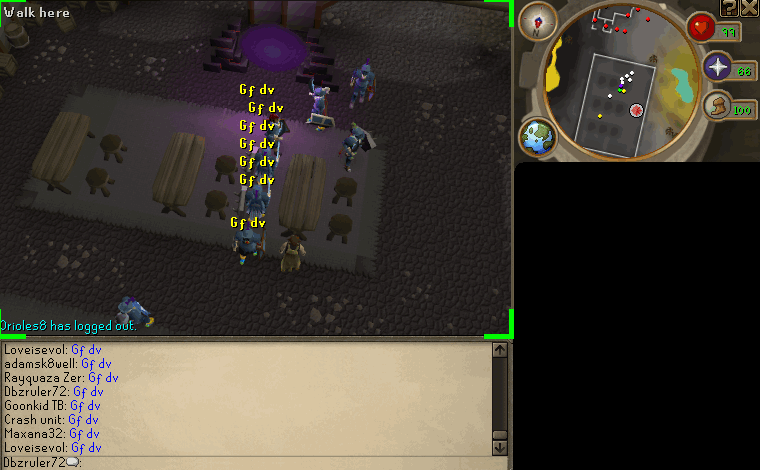 Walk here
Gf dv
Gf dv
Gf dv
Gf dv
Gf dv
Gf dv
Gf dv
Orioles8 has logged out.
N
99
66
100
Loveisevol: Gf dv
adamsk8well: Gf dv
Rayquaza Zer: Gf dv
Dbzruler72: Gf dv
Goonkid TB: Gf dv
Crash unit: Gf dv
Maxana32: Gf dv
Loveisevol: Gf dv
Dbzruler72: